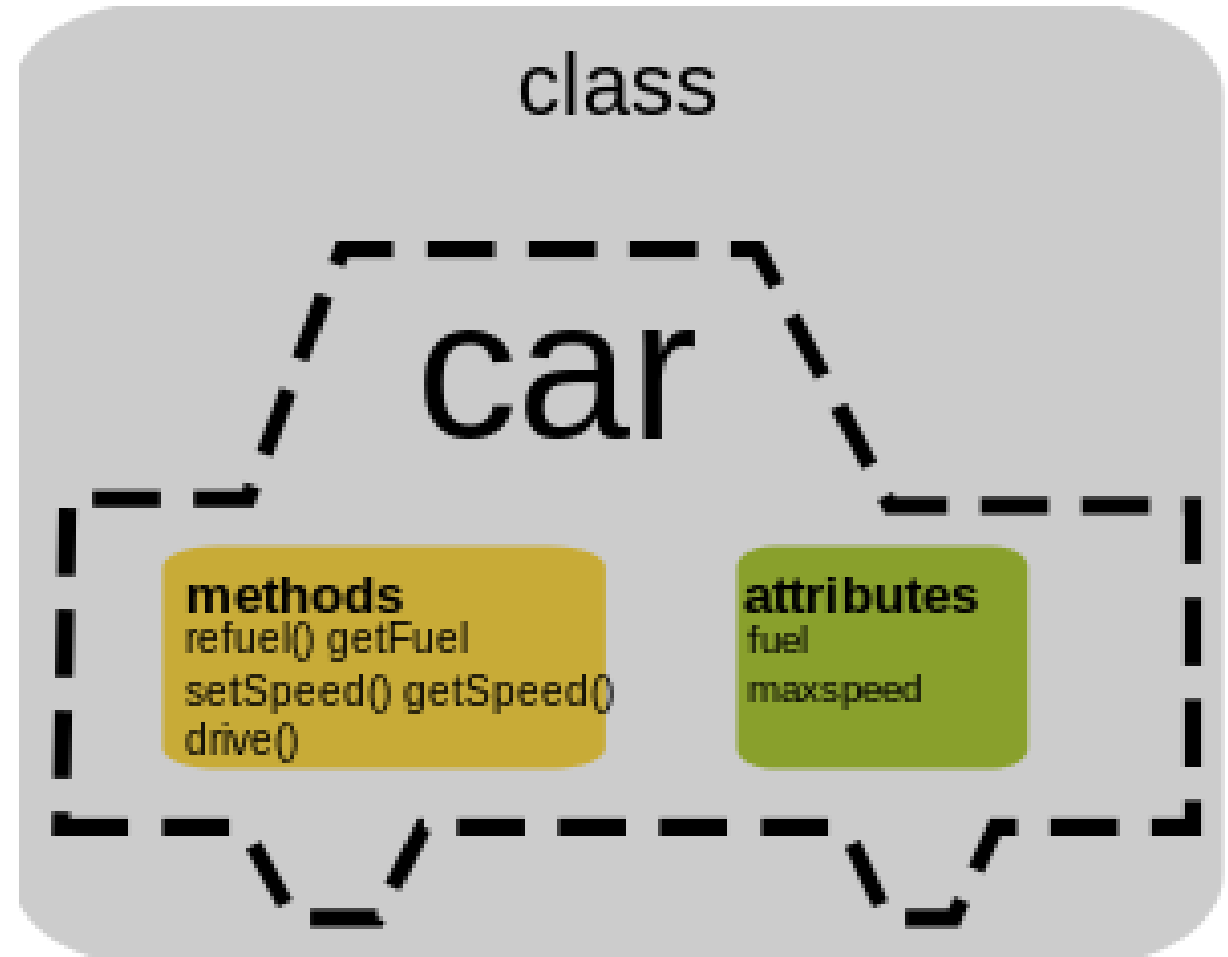 class
car
methods
refuel() getFuel
setSpeed() getSpeed()
drive()
attributes
fuel
maxspeed